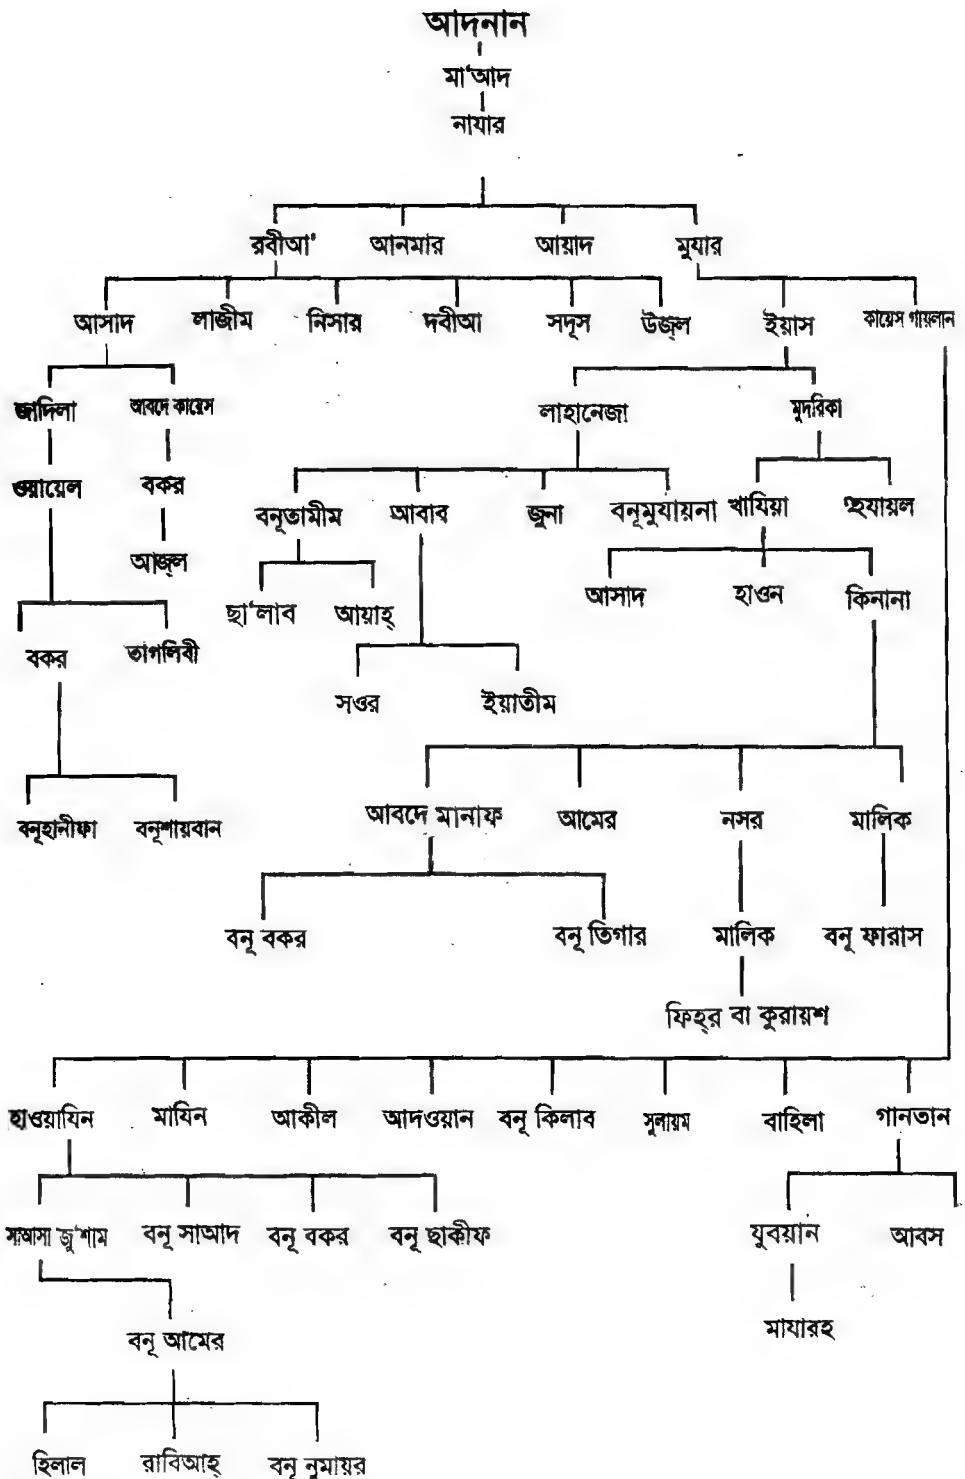 আদনান
মা'আদ
নাযার
রবীআ' আনমার আয়াদ মুযার
আসাদ লাজীম নিসার দবীআ সদূস উজ্‌ল ইয়াস কায়েস গায়লান
জাদিলা আবদে কায়েস লাহানেজা মুদরিকা
ওয়ায়েল বকর বনূতামীম আবাব জুনা বনূমুযায়না খাযিয়া হুযায়ল
আজ্‌ল ছা'লাব আয়াহ্ আসাদ হাওন কিনানা
বকর তাগলিবী সওর ইয়াতীম
বনূহানীফা বনূশায়বান আবদে মানাফ আমের নসর মালিক
বনূ বকর বনূ তিগার মালিক বনূ ফারাস
ফিহ্‌র বা কুরায়শ
হাওয়াযিন মাযিন আকীল আদওয়ান বনূ কিলাব সুলায়ম বাহিলা গানতান
সাআসা জু'শাম বনূ সাআদ বনূ বকর বনূ ছাকীফ যুবয়ান আবস
মাযারহ
বনূ আমের
হিলাল রাবিআহ্ বনূ নুমায়র